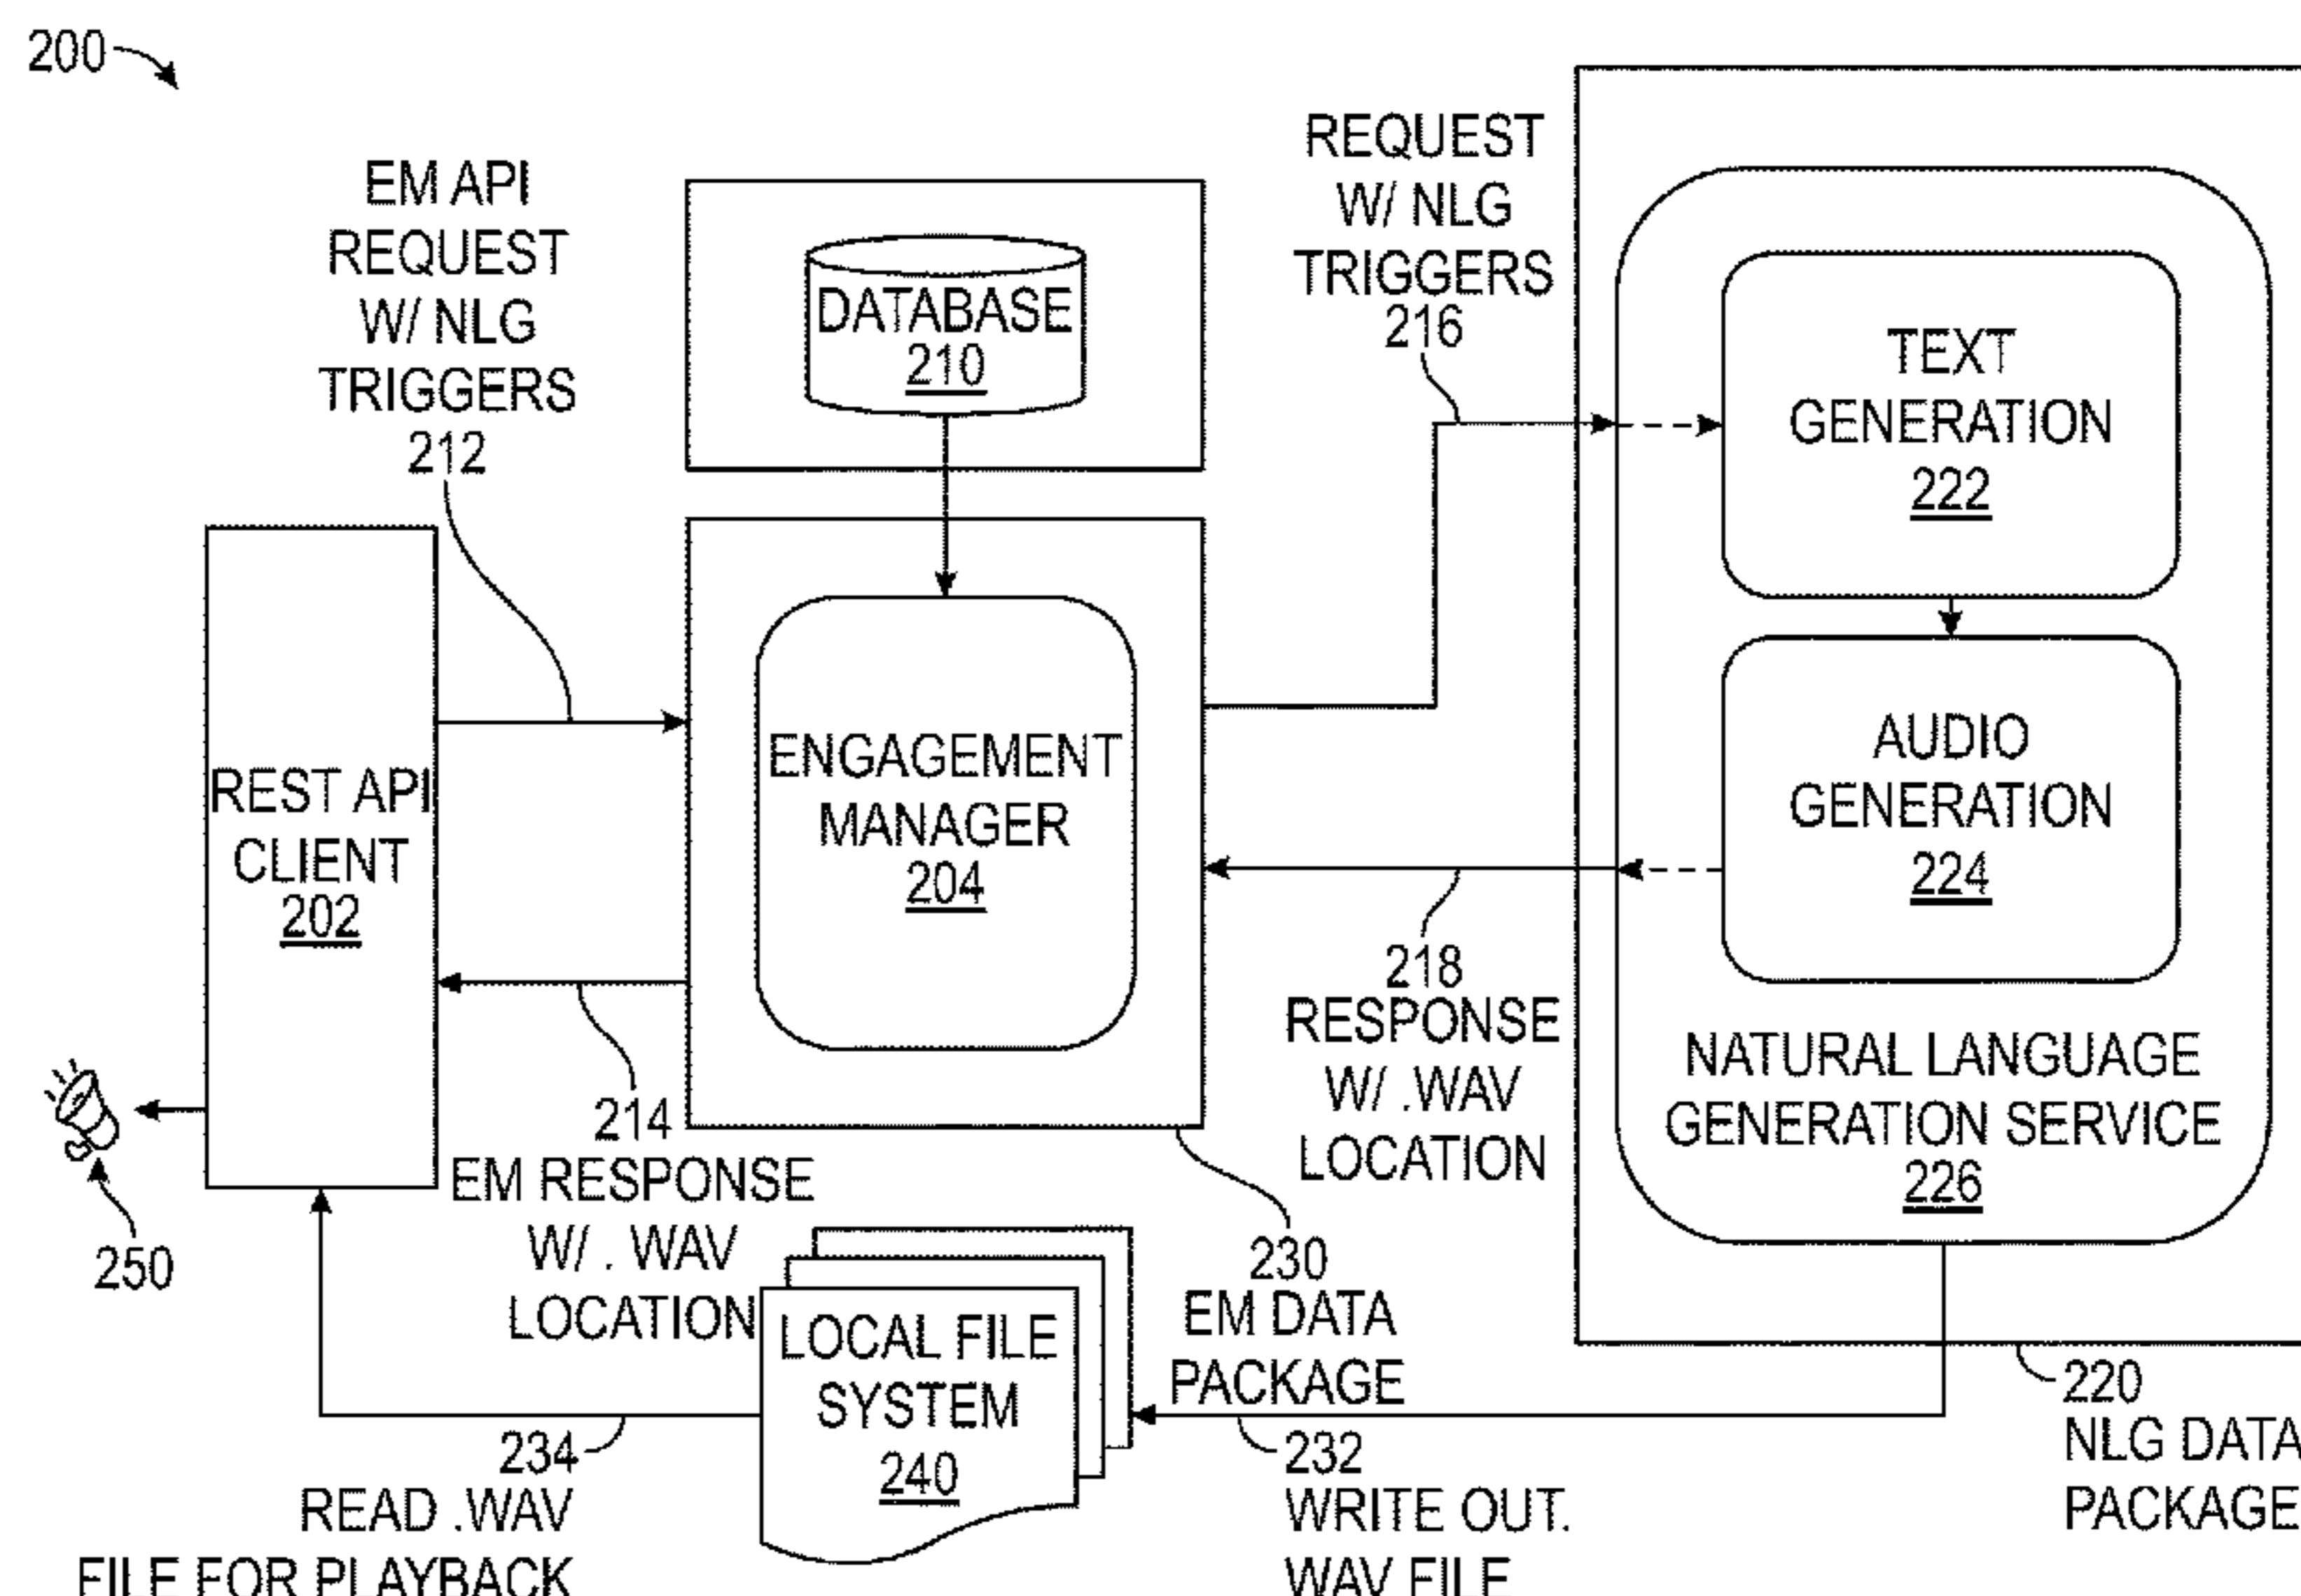 200
EM API
REQUEST
W/ NLG
TRIGGERS
212
DATABASE
210
REQUEST
W/ NLG
TRIGGERS
216
TEXT
GENERATION
222
AUDIO
GENERATION
224
NATURAL LANGUAGE
GENERATION SERVICE
226
REST API
CLIENT
202
ENGAGEMENT
MANAGER
204
218
RESPONSE
W/ .WAV
LOCATION
214
EM RESPONSE
W/ . WAV
LOCATION
250
230
EM DATA
PACKAGE
LOCAL FILE
SYSTEM
240
220
NLG DATA
PACKAGE
234
READ .WAV
FILE FOR PLAYBACK
232
WRITE OUT.
WAV FILE